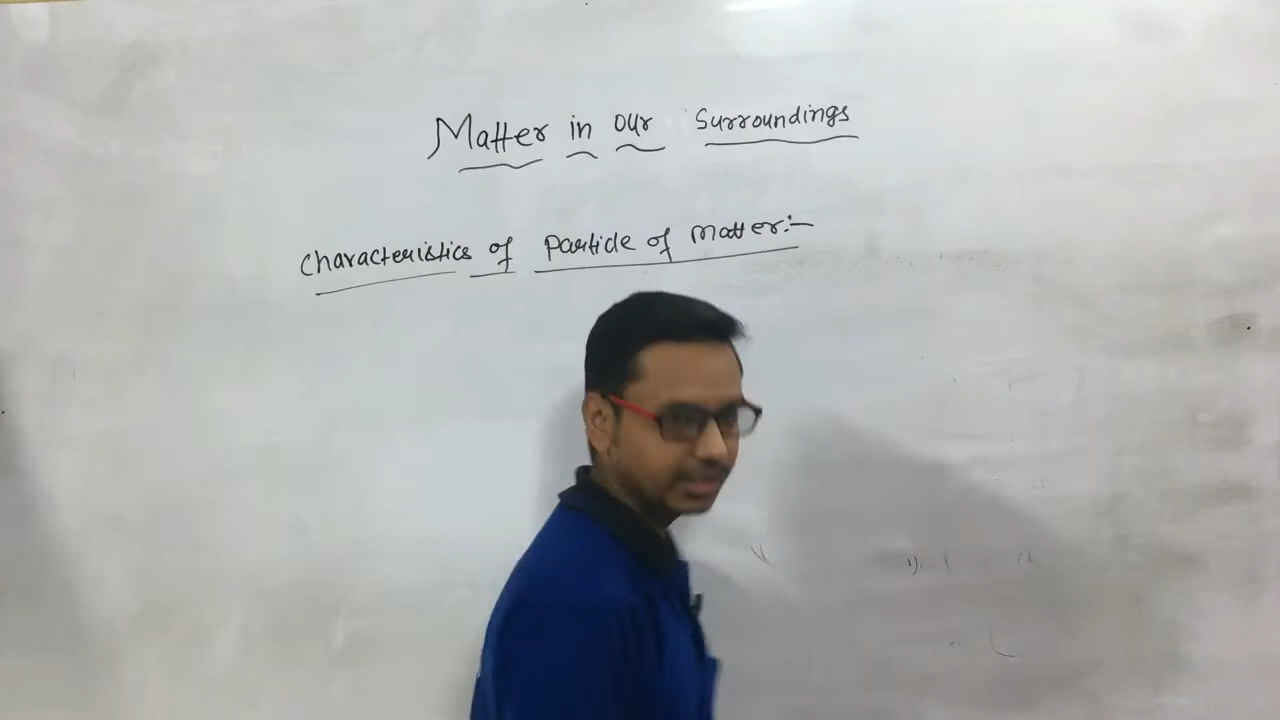 Matter in our Surroundings
Characteristics of Particle of matter:-